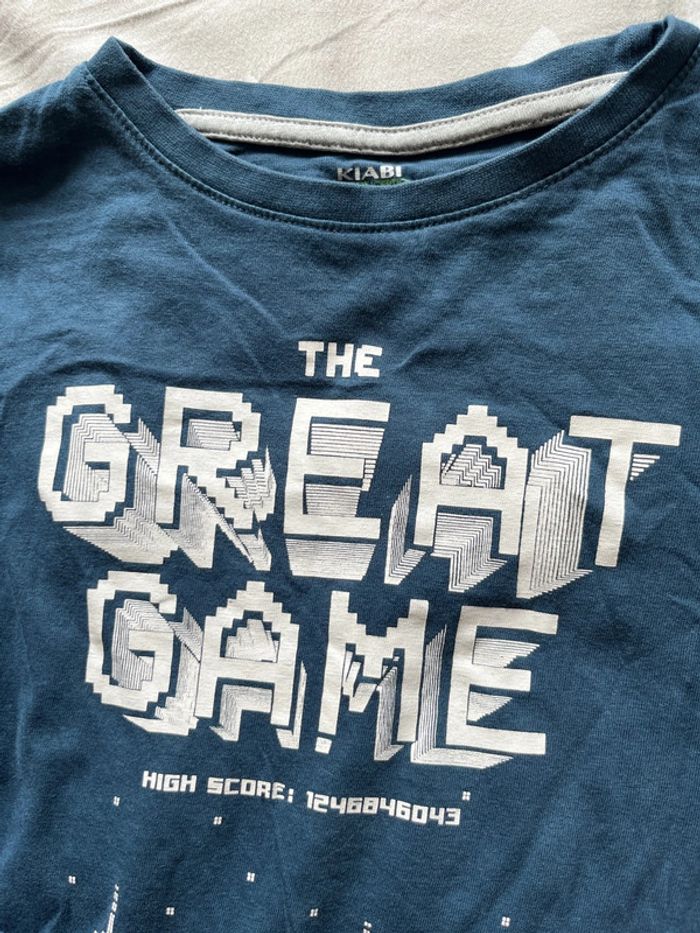 KIABI
THE
GREAT
GAME
HIGH SCORE: 1246846043